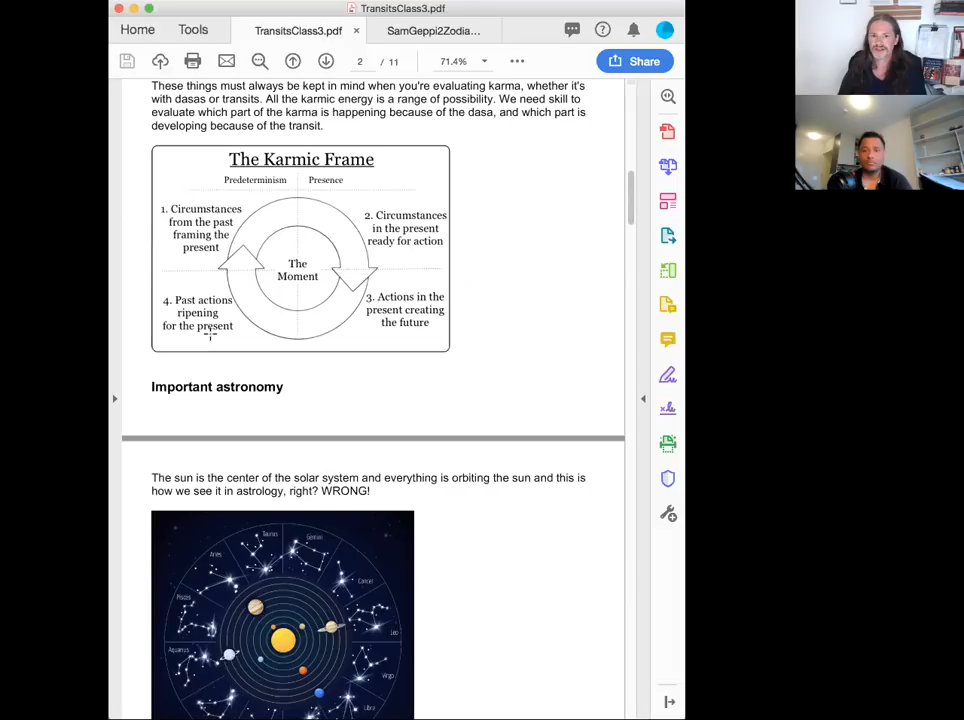 TransitsClass3.pdf
Home
Tools
TransitsClass3.pdf
×
SamGeppi2Zodia...
2 / 11
71.4%
Share
These things must always be kept in mind when you're evaluating karma, whether it's
with dasas or transits. All the karmic energy is a range of possibility. We need skill to
evaluate which part of the karma is happening because of the dasa, and which part is
developing because of the transit.
The Karmic Frame
Predeterminism
Presence
1. Circumstances
from the past
framing the
present
2. Circumstances
in the present
ready for action
The
Moment
4. Past actions
ripening
for the present
3. Actions in the
present creating
the future
Important astronomy
The sun is the center of the solar system and everything is orbiting the sun and this is
how we see it in astrology, right? WRONG!
Taurus
Gemini
Aries
Cancer
Pisces
Leo
Aquarius
Virgo
Libra